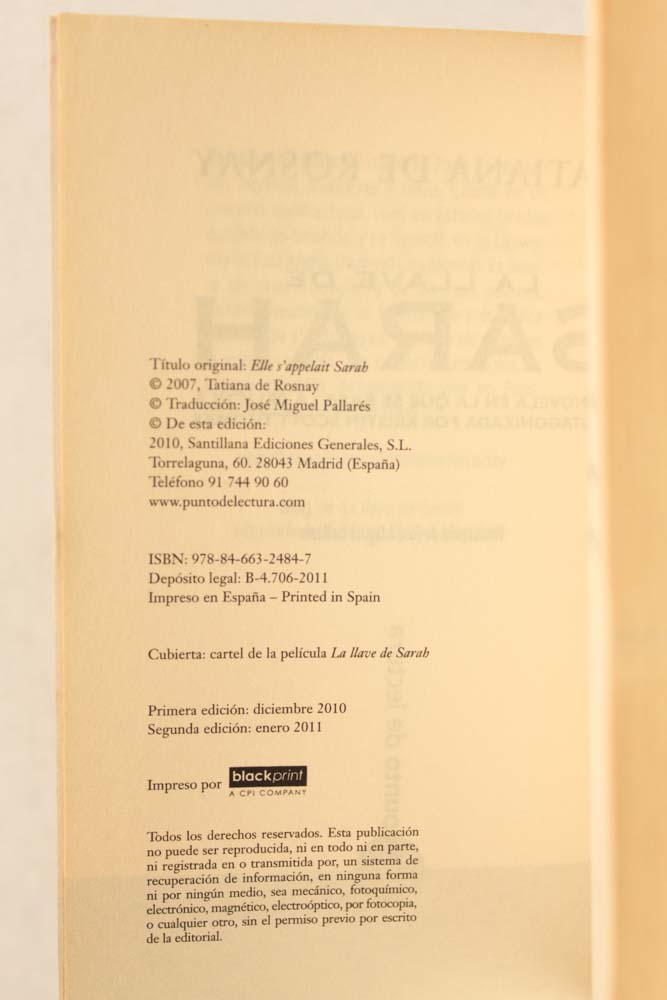 Título original: Elle s'appelait Sarah
© 2007, Tatiana de Rosnay
© Traducción: José Miguel Pallarés
© De esta edición:
2010, Santillana Ediciones Generales, S.L.
Torrelaguna, 60. 28043 Madrid (España)
Teléfono 91 744 90 60
www.puntodelectura.com
ISBN: 978-84-663-2484-7
Depósito legal: B-4.706-2011
Impreso en España – Printed in Spain
Cubierta: cartel de la película La llave de Sarah
Primera edición: diciembre 2010
Segunda edición: enero 2011
Impreso por blackprint
A CPI COMPANY
Todos los derechos reservados. Esta publicación
no puede ser reproducida, ni en todo ni en parte,
ni registrada en o transmitida por, un sistema de
recuperación de información, en ninguna forma
ni por ningún medio, sea mecánico, fotoquímico,
electrónico, magnético, electroóptico, por fotocopia,
o cualquier otro, sin el permiso previo por escrito
de la editorial.